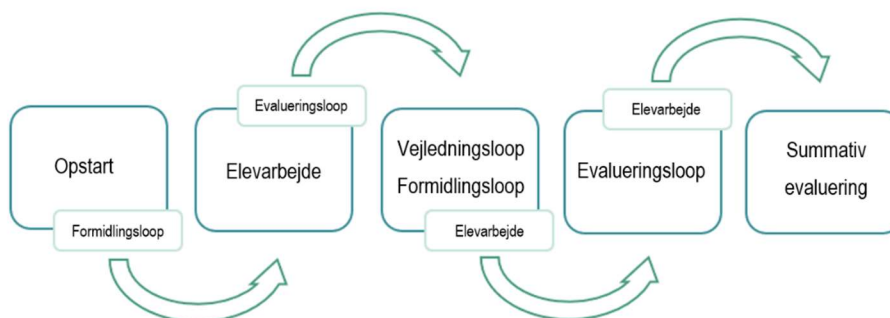 Opstart
Formidlingsloop
Evalueringsloop
Elevarbejde
Vejledningsloop
Formidlingsloop
Elevarbejde
Elevarbejde
Evalueringsloop
Summativ
evaluering